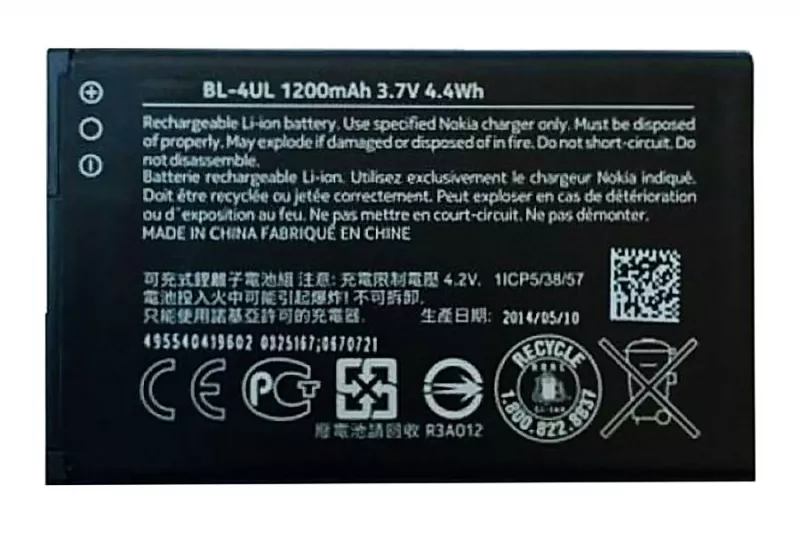 BL-4UL 1200mAh 3.7V 4.4Wh
Rechargeable Li-ion battery. Use specified Nokia charger only. Must be disposed
of properly. May explode if damaged or disposed of in fire. Do not short-circuit. Do
not disassemble.
Batterie rechargeable Li-ion. Utilisez exclusivement le chargeur Nokia indiqué.
Doit être recyclée ou jetée correctement. Peut exploser en cas de détérioration
ou d'exposition au feu. Ne pas mettre en court-circuit. Ne pas démonter.
MADE IN CHINA FABRIQUÉ EN CHINE
可充式鋰離子電池組 注意: 充電限制電壓 4.2V. 1ICP5/38/57
電池投入火中可能引起爆炸! 不可拆卸.
只能使用諾基亞許可的充電器. 生產日期: 2014/05/10
495540419602 0325167;0670721
CE PCT
RECYCLE
RBRC
LI-ION
1.800.822.8837
廢電池請回收 R3A012